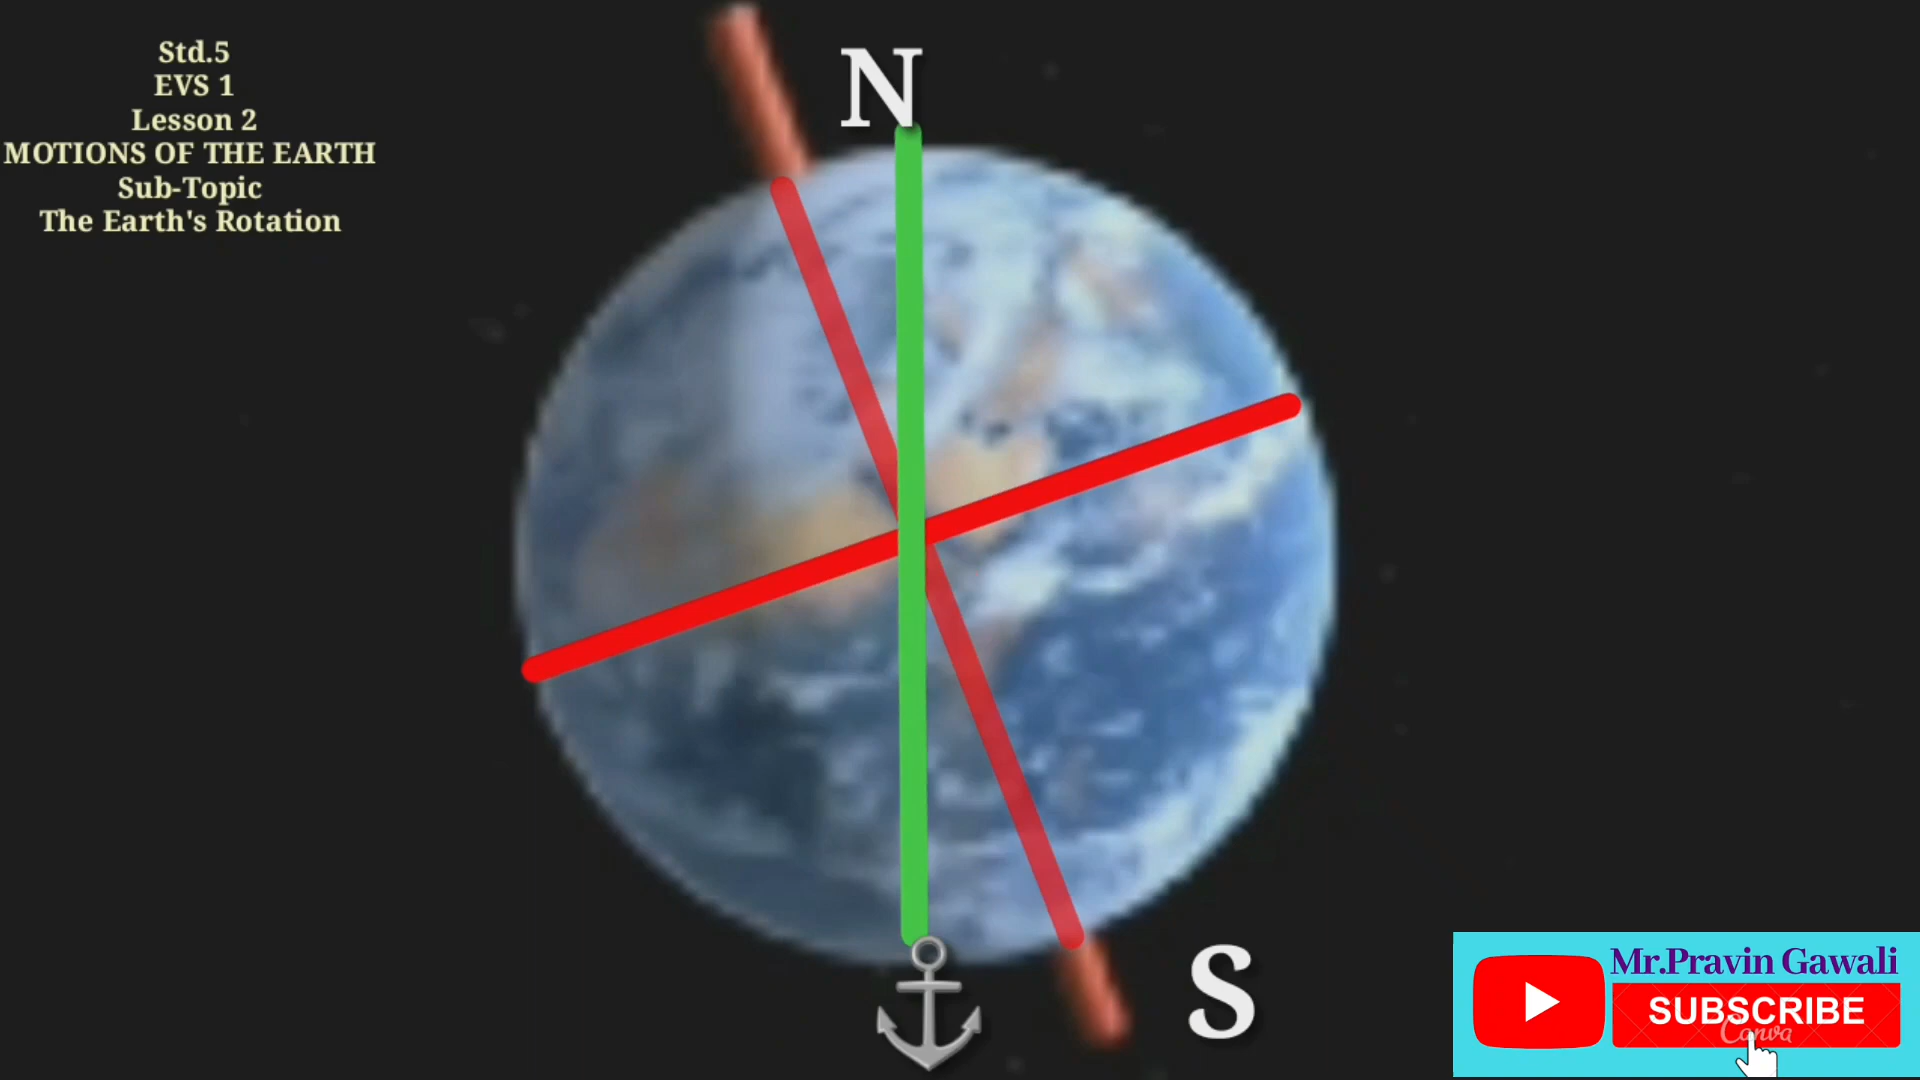 Std.5
EVS 1
Lesson 2
MOTIONS OF THE EARTH
Sub-Topic
The Earth's Rotation
N
S
Mr.Pravin Gawali
SUBSCRIBE
Canva